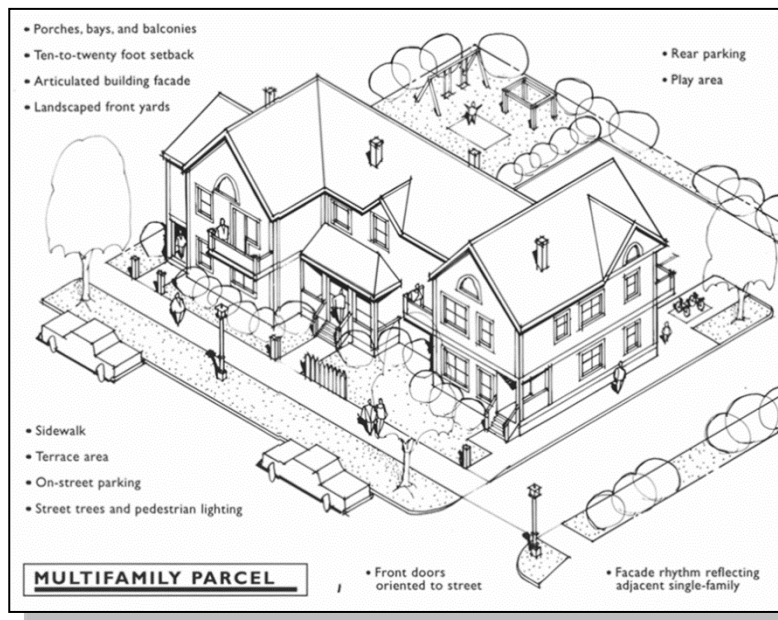 • Porches, bays, and balconies
• Ten-to-twenty foot setback
• Articulated building facade
• Landscaped front yards
• Rear parking
• Play area
• Sidewalk
• Terrace area
• On-street parking
• Street trees and pedestrian lighting
MULTIFAMILY PARCEL
• Front doors
oriented to street
• Facade rhythm reflecting
adjacent single-family